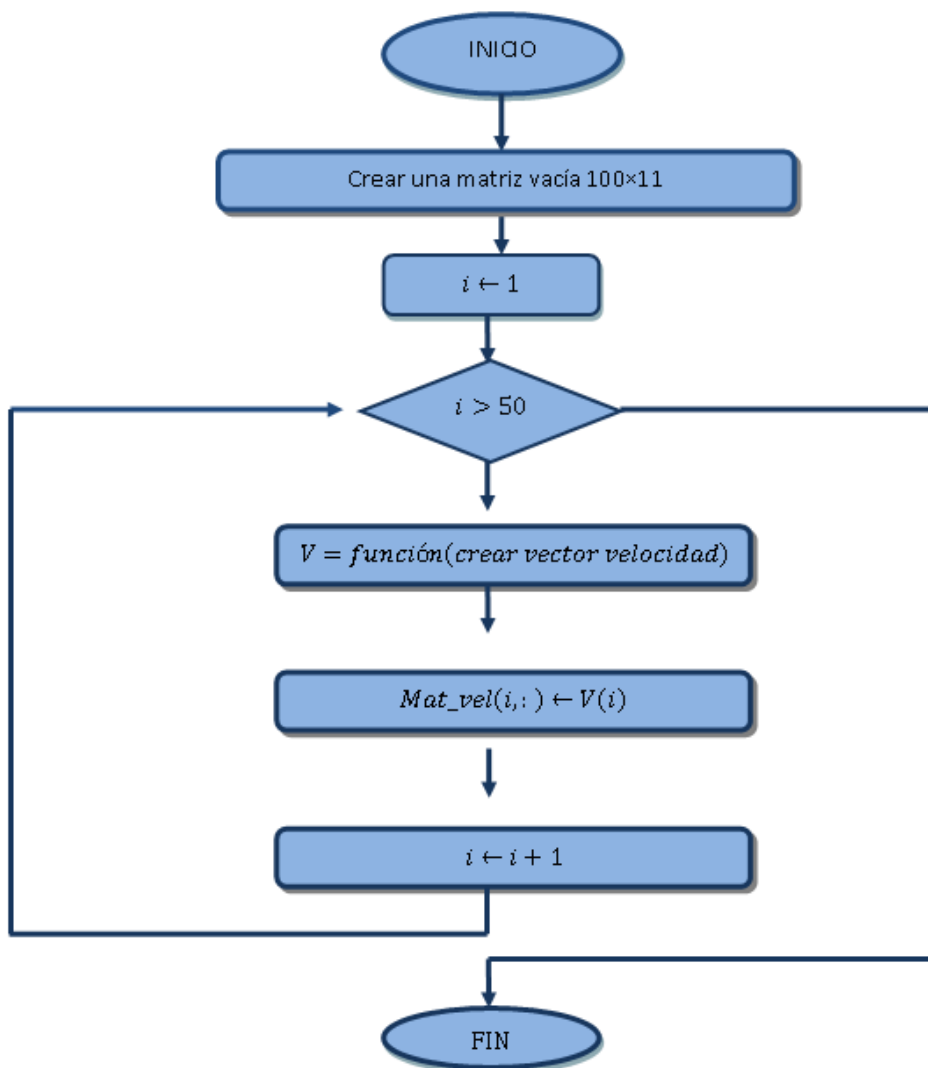 INICIO
Crear una matriz vacía 100×11
i ← 1
i > 50
V = función(crear vector velocidad)
Mat_vel(i,: ) ← V(i)
i ← i + 1
FIN